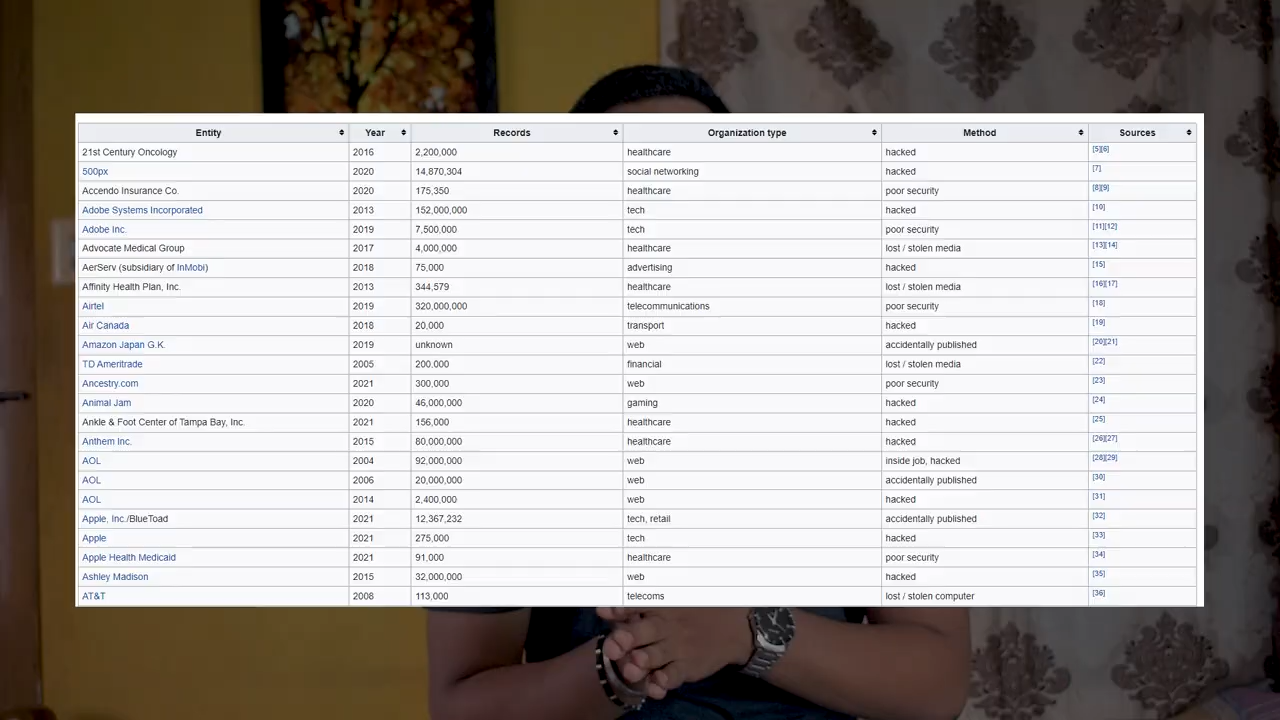 Entity Year Records Organization type Method Sources
21st Century Oncology 2016 2,200,000 healthcare hacked [5][6]
500px 2020 14,870,304 social networking hacked [7]
Accendo Insurance Co. 2020 175,350 healthcare poor security [8][9]
Adobe Systems Incorporated 2013 152,000,000 tech hacked [10]
Adobe Inc. 2019 7,500,000 tech poor security [11][12]
Advocate Medical Group 2017 4,000,000 healthcare lost / stolen media [13][14]
AerServ (subsidiary of InMobi) 2018 75,000 advertising hacked [15]
Affinity Health Plan, Inc. 2013 344,579 healthcare lost / stolen media [16][17]
Airtel 2019 320,000,000 telecommunications poor security [18]
Air Canada 2018 20,000 transport hacked [19]
Amazon Japan G.K. 2019 unknown web accidentally published [20][21]
TD Ameritrade 2005 200,000 financial lost / stolen media [22]
Ancestry.com 2021 300,000 web poor security [23]
Animal Jam 2020 46,000,000 gaming hacked [24]
Ankle & Foot Center of Tampa Bay, Inc. 2021 156,000 healthcare hacked [25]
Anthem Inc. 2015 80,000,000 healthcare hacked [26][27]
AOL 2004 92,000,000 web inside job, hacked [28][29]
AOL 2006 20,000,000 web accidentally published [30]
AOL 2014 2,400,000 web hacked [31]
Apple, Inc./BlueToad 2021 12,367,232 tech, retail accidentally published [32]
Apple 2021 275,000 tech hacked [33]
Apple Health Medicaid 2021 91,000 healthcare poor security [34]
Ashley Madison 2015 32,000,000 web hacked [35]
AT&T 2008 113,000 telecoms lost / stolen computer [36]